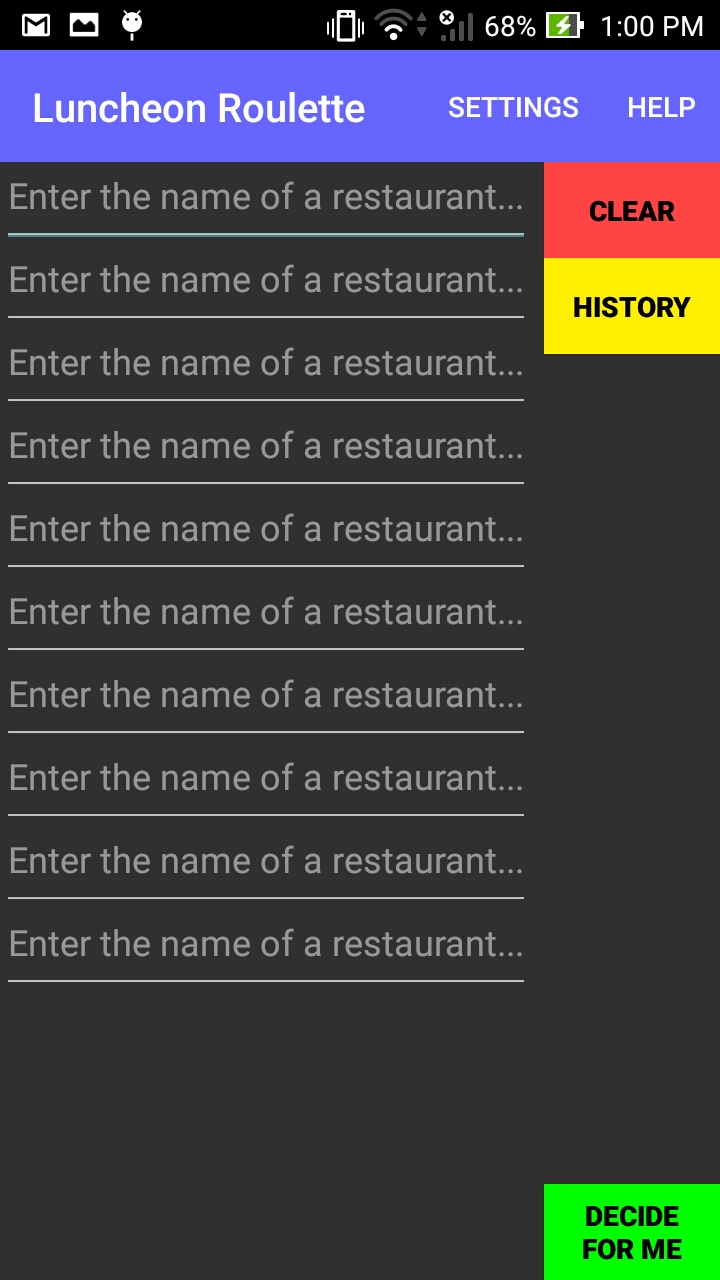 68% 1:00 PM
Luncheon Roulette SETTINGS HELP
Enter the name of a restaurant...
CLEAR
Enter the name of a restaurant...
HISTORY
Enter the name of a restaurant...
Enter the name of a restaurant...
Enter the name of a restaurant...
Enter the name of a restaurant...
Enter the name of a restaurant...
Enter the name of a restaurant...
Enter the name of a restaurant...
Enter the name of a restaurant...
DECIDE
FOR ME